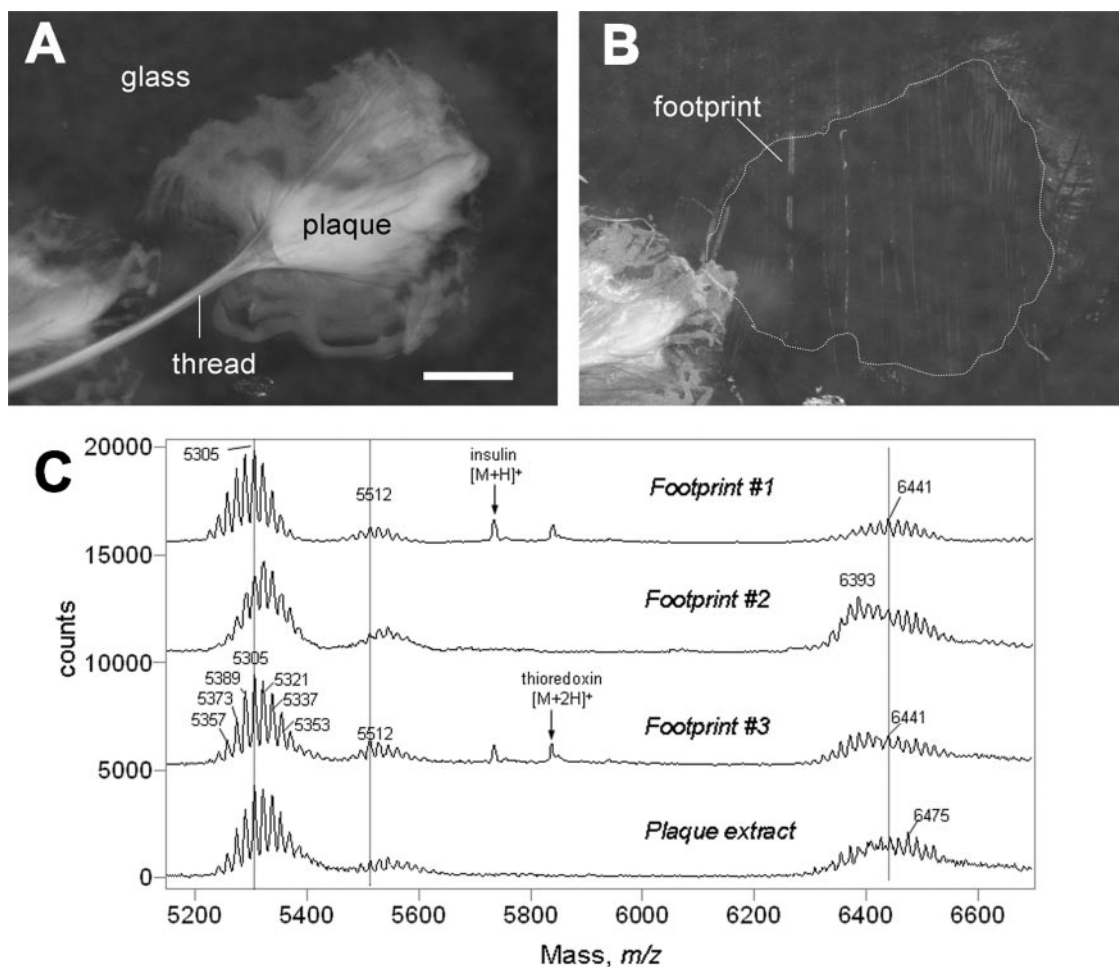 A
glass
plaque
thread
B
footprint
C
20000
15000
10000
5000
0
counts
5305
5512
insulin
[M+H]+
Footprint #1
6441
Footprint #2
6393
5305
5389
5373
5357
5321
5337
5353
5512
thioredoxin
[M+2H]+
Footprint #3
6441
Plaque extract
6475
5200 5400 5600 5800 6000 6200 6400 6600
Mass, m/z